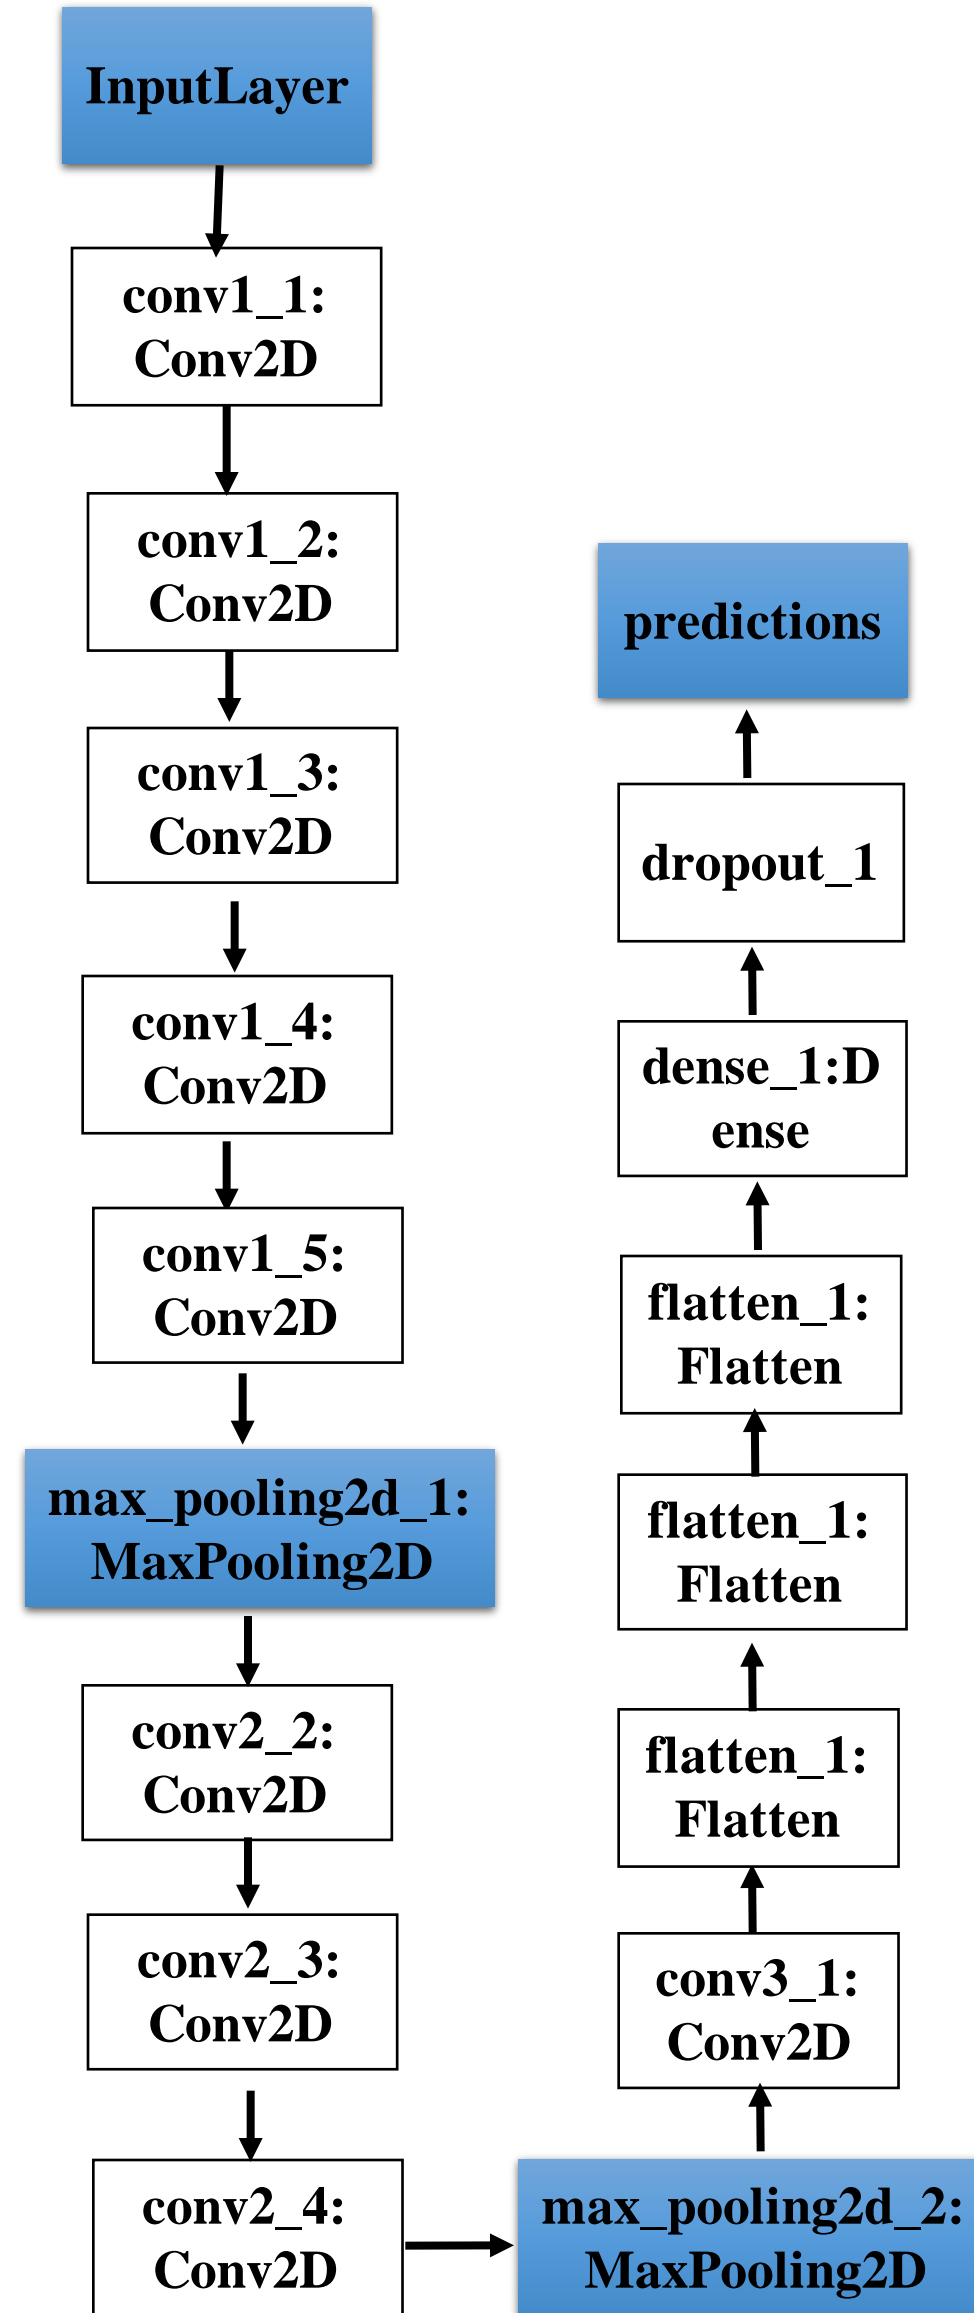 InputLayer
conv1_1:
Conv2D
conv1_2:
Conv2D
conv1_3:
Conv2D
conv1_4:
Conv2D
conv1_5:
Conv2D
max_pooling2d_1:
MaxPooling2D
conv2_2:
Conv2D
conv2_3:
Conv2D
conv2_4:
Conv2D
max_pooling2d_2:
MaxPooling2D
conv3_1:
Conv2D
flatten_1:
Flatten
flatten_1:
Flatten
flatten_1:
Flatten
dense_1:D
ense
dropout_1
predictions